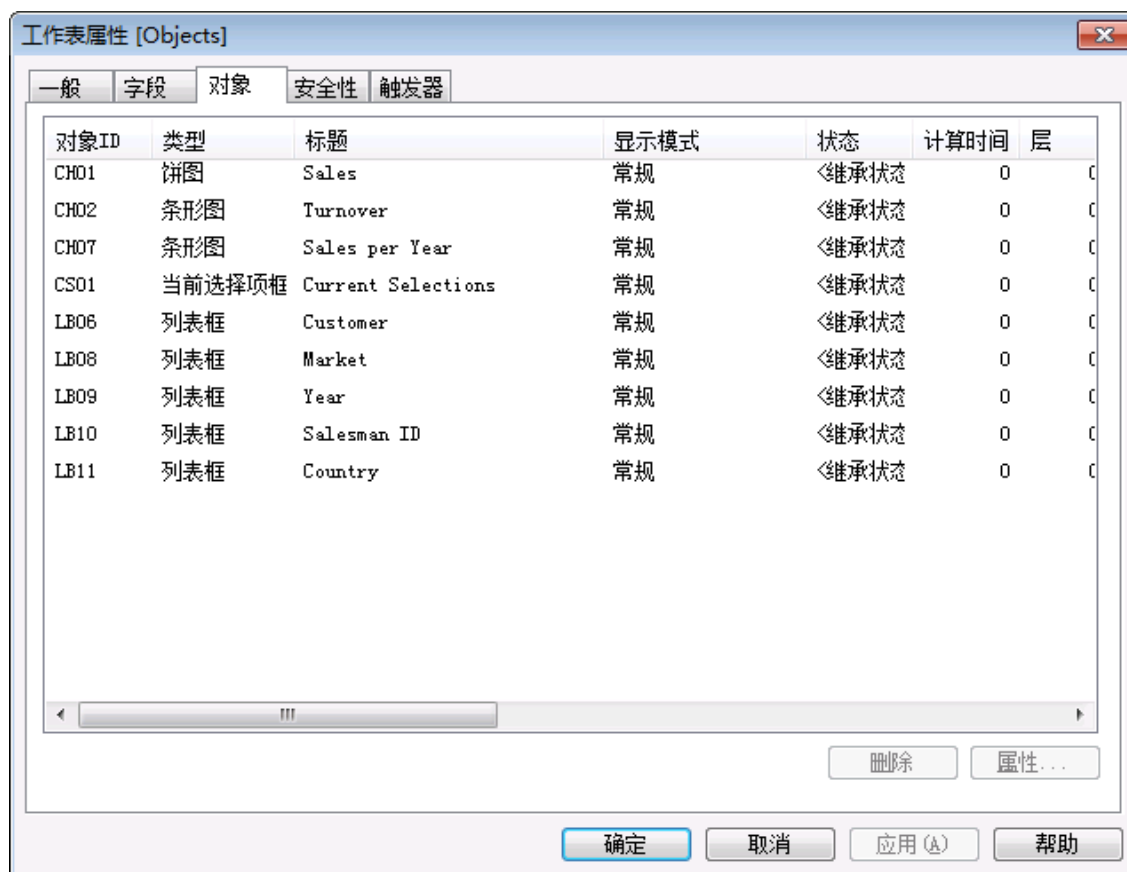 工作表属性 [Objects]
一般 字段 对象 安全性 触发器
对象ID 类型 标题 显示模式 状态 计算时间 层
CH01 饼图 Sales 常规 <继承状态 0
CH02 条形图 Turnover 常规 <继承状态 0
CH07 条形图 Sales per Year 常规 <继承状态 0
CS01 当前选择项框 Current Selections 常规 <继承状态 0
LB06 列表框 Customer 常规 <继承状态 0
LB08 列表框 Market 常规 <继承状态 0
LB09 列表框 Year 常规 <继承状态 0
LB10 列表框 Salesman ID 常规 <继承状态 0
LB11 列表框 Country 常规 <继承状态 0
删除 属性...
确定 取消 应用(A) 帮助